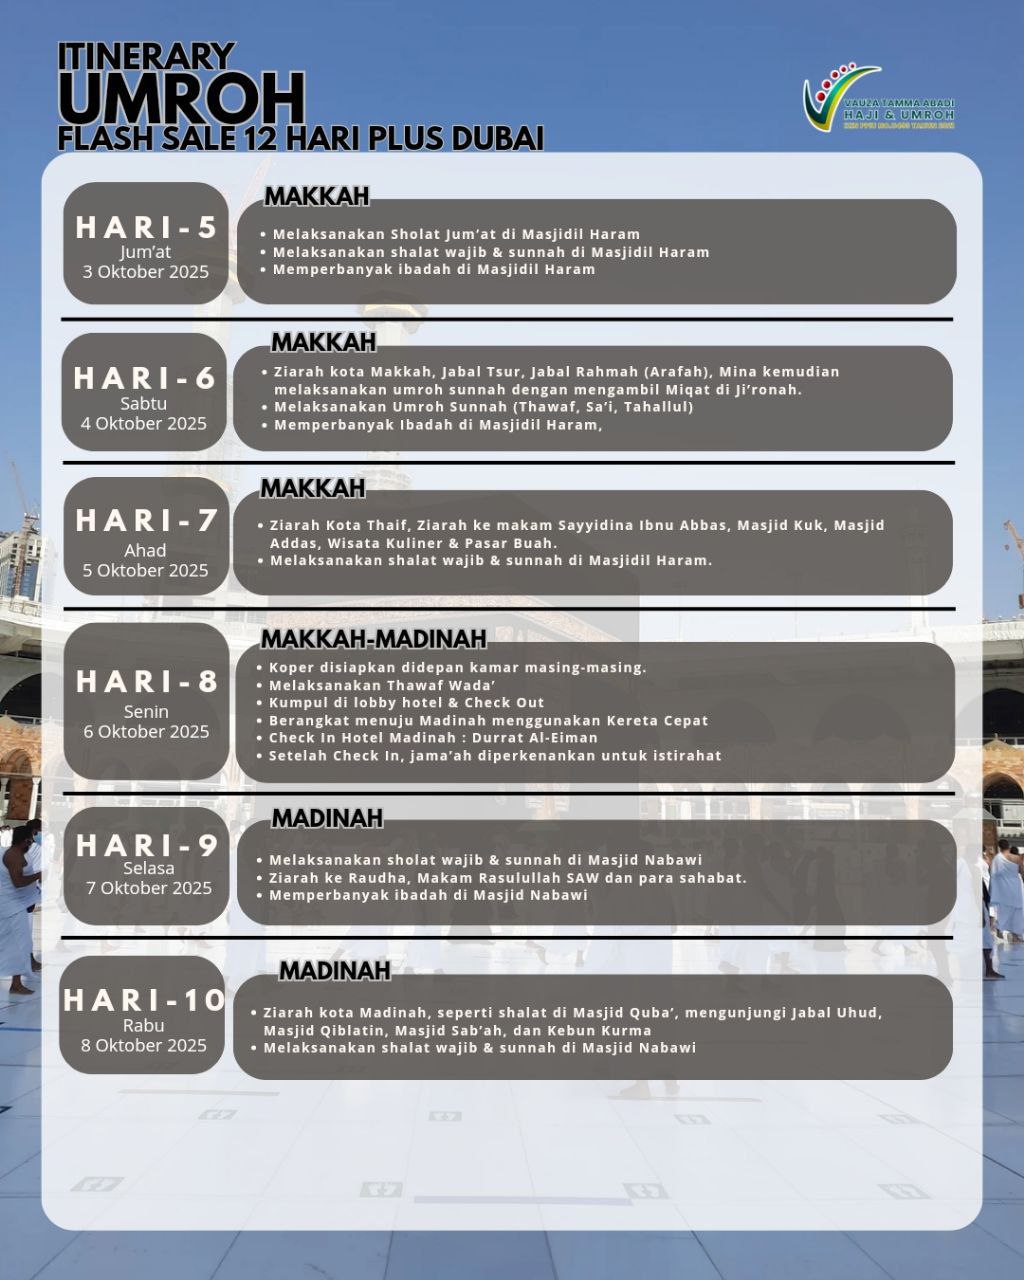 ITINERARY
UMROH
FLASH SALE 12 HARI PLUS DUBAI
VAUZA TAMMA ABADI
HAJI & UMROH
HARI-5
Jum'at
3 Oktober 2025
MAKKAH
• Melaksanakan Sholat Jum'at di Masjidil Haram
• Melaksanakan shalat wajib & sunnah di Masjidil Haram
• Memperbanyak ibadah di Masjidil Haram
HARI-6
Sabtu
4 Oktober 2025
MAKKAH
• Ziarah kota Makkah, Jabal Tsur, Jabal Rahmah (Arafah), Mina kemudian
melaksanakan umroh sunnah dengan mengambil Miqat di Ji'ronah.
• Melaksanakan Umroh Sunnah (Thawaf, Sa'i, Tahallul)
• Memperbanyak Ibadah di Masjidil Haram,
HARI-7
Ahad
5 Oktober 2025
MAKKAH
• Ziarah Kota Thaif, Ziarah ke makam Sayyidina Ibnu Abbas, Masjid Kuk, Masjid
Addas, Wisata Kuliner & Pasar Buah.
• Melaksanakan shalat wajib & sunnah di Masjidil Haram.
HARI-8
Senin
6 Oktober 2025
MAKKAH-MADINAH
• Koper disiapkan didepan kamar masing-masing.
• Melaksanakan Thawaf Wada'
• Kumpul di lobby hotel & Check Out
• Berangkat menuju Madinah menggunakan Kereta Cepat
• Check In Hotel Madinah : Durrat Al-Eiman
• Setelah Check In, jama'ah diperkenankan untuk istirahat
HARI-9
Selasa
7 Oktober 2025
MADINAH
• Melaksanakan sholat wajib & sunnah di Masjid Nabawi
• Ziarah ke Raudha, Makam Rasulullah SAW dan para sahabat.
• Memperbanyak ibadah di Masjid Nabawi
HARI-10
Rabu
8 Oktober 2025
MADINAH
• Ziarah kota Madinah, seperti shalat di Masjid Quba', mengunjungi Jabal Uhud,
Masjid Qiblatin, Masjid Sab'ah, dan Kebun Kurma
• Melaksanakan shalat wajib & sunnah di Masjid Nabawi